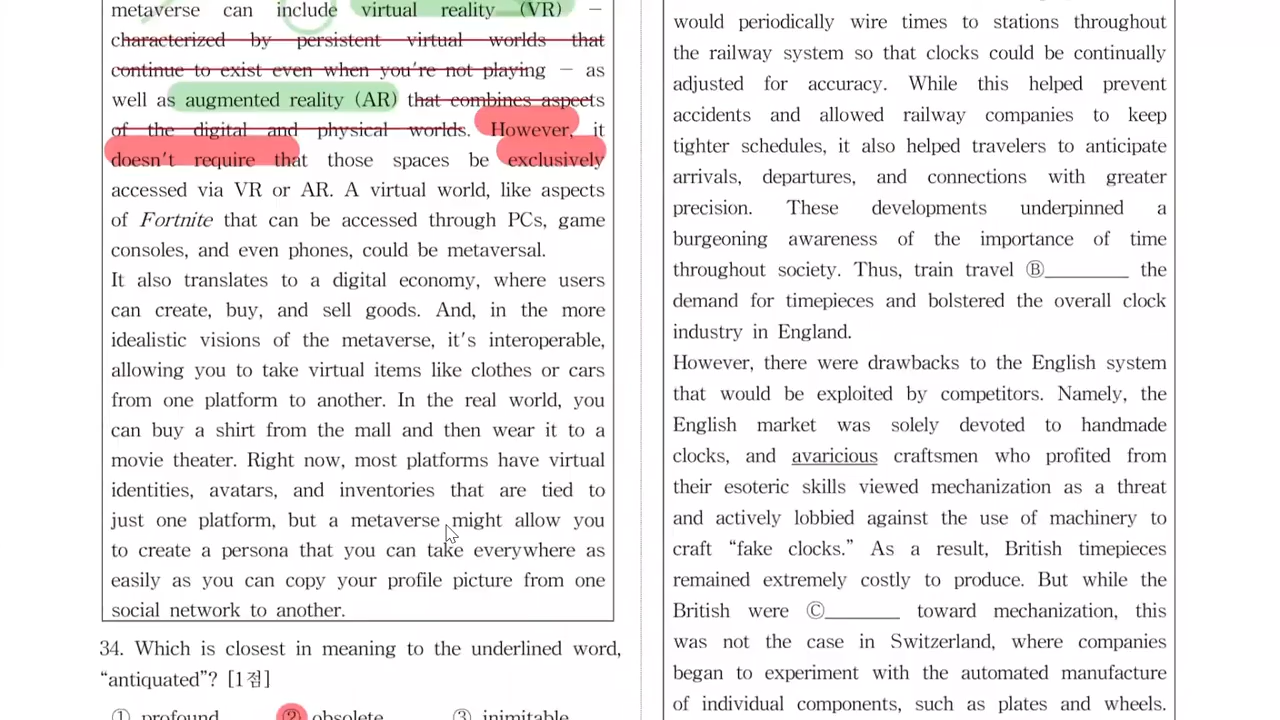 metaverse can include virtual reality (VR) –
characterized by persistent virtual worlds that
continue to exist even when you're not playing – as
well as augmented reality (AR) that combines aspects
of the digital and physical worlds. However, it
doesn't require that those spaces be exclusively
accessed via VR or AR. A virtual world, like aspects
of Fortnite that can be accessed through PCs, game
consoles, and even phones, could be metaversal.
It also translates to a digital economy, where users
can create, buy, and sell goods. And, in the more
idealistic visions of the metaverse, it's interoperable,
allowing you to take virtual items like clothes or cars
from one platform to another. In the real world, you
can buy a shirt from the mall and then wear it to a
movie theater. Right now, most platforms have virtual
identities, avatars, and inventories that are tied to
just one platform, but a metaverse might allow you
to create a persona that you can take everywhere as
easily as you can copy your profile picture from one
social network to another.
34. Which is closest in meaning to the underlined word,
“antiquated”? [1점]
① profound ② obsolete ③ inimitable
would periodically wire times to stations throughout
the railway system so that clocks could be continually
adjusted for accuracy. While this helped prevent
accidents and allowed railway companies to keep
tighter schedules, it also helped travelers to anticipate
arrivals, departures, and connections with greater
precision. These developments underpinned a
burgeoning awareness of the importance of time
throughout society. Thus, train travel Ⓑ________ the
demand for timepieces and bolstered the overall clock
industry in England.
However, there were drawbacks to the English system
that would be exploited by competitors. Namely, the
English market was solely devoted to handmade
clocks, and avaricious craftsmen who profited from
their esoteric skills viewed mechanization as a threat
and actively lobbied against the use of machinery to
craft “fake clocks.” As a result, British timepieces
remained extremely costly to produce. But while the
British were Ⓒ________ toward mechanization, this
was not the case in Switzerland, where companies
began to experiment with the automated manufacture
of individual components, such as plates and wheels.